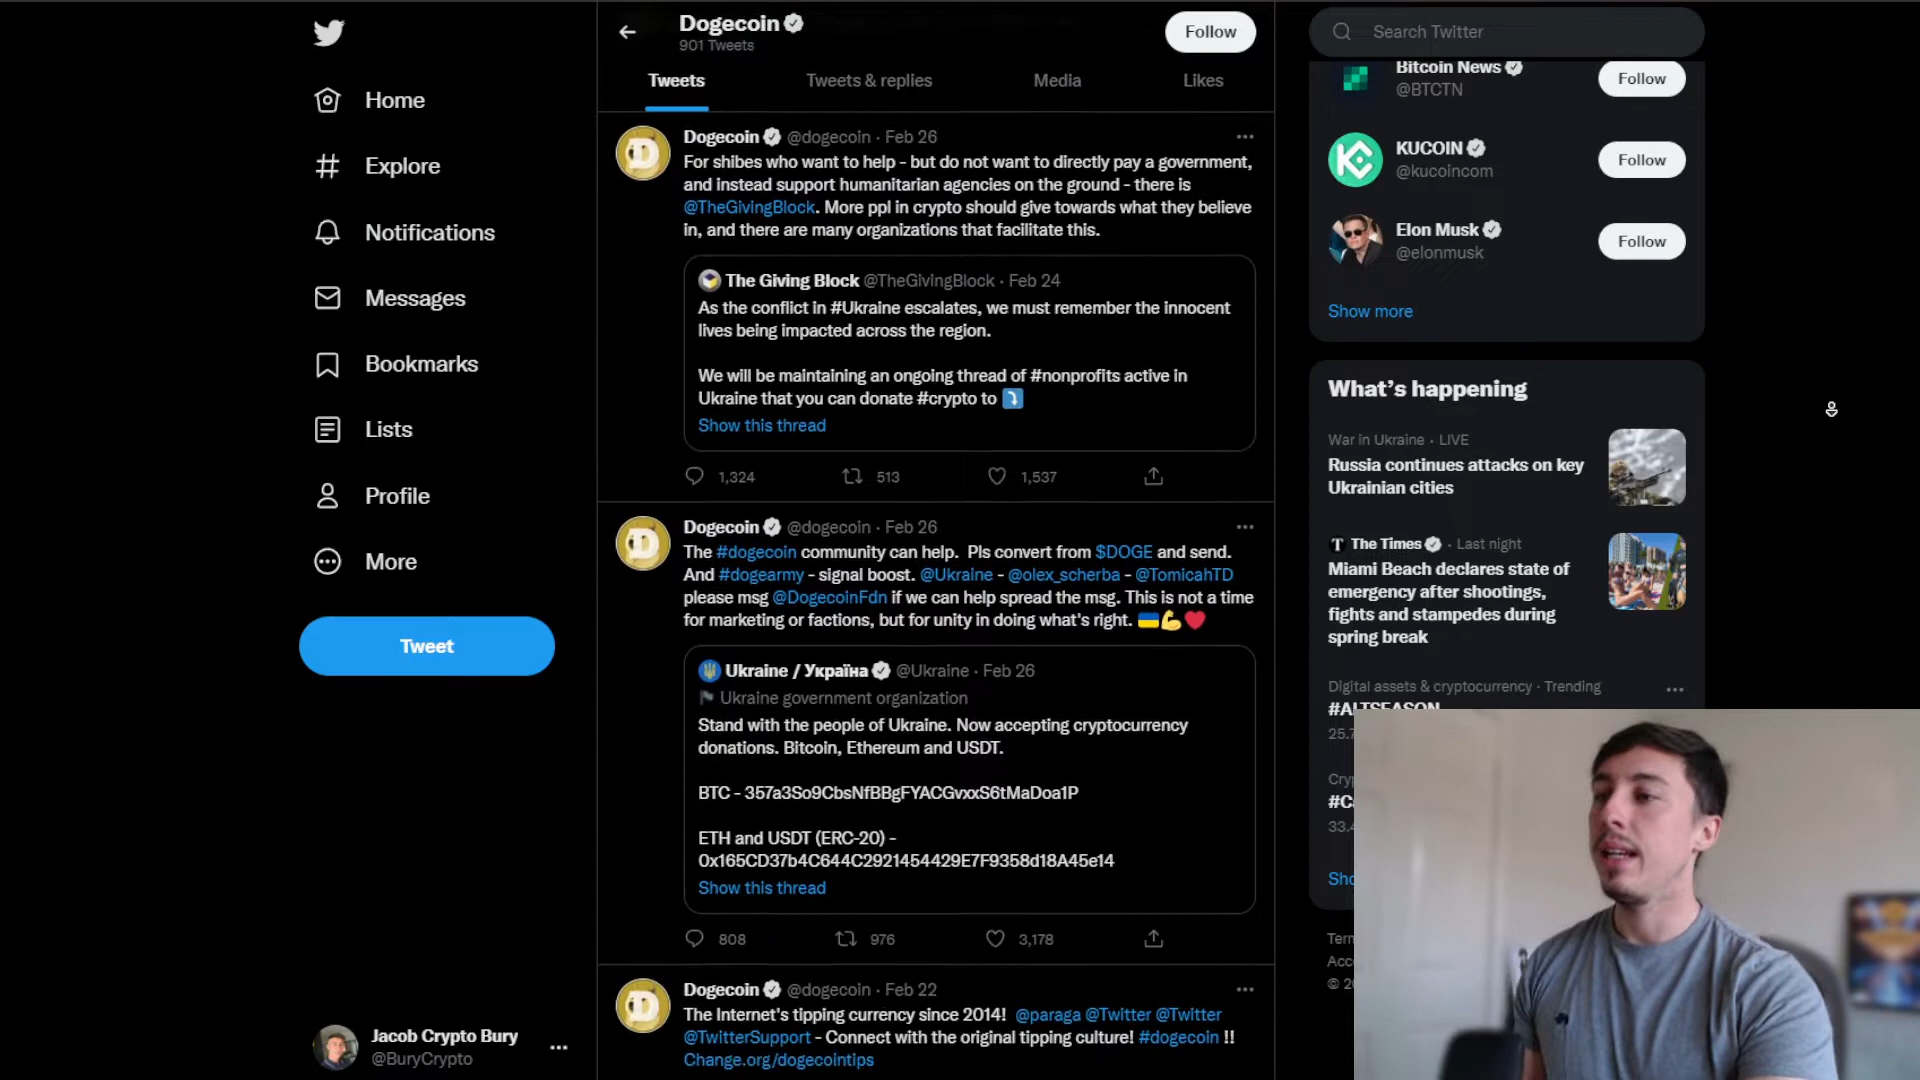 Home
Explore
Notifications
Messages
Bookmarks
Lists
Profile
More
Tweet
Jacob Crypto Bury
@BuryCrypto
Dogecoin
901 Tweets
Follow
Tweets
Tweets & replies
Media
Likes
Dogecoin @dogecoin · Feb 26
For shibes who want to help - but do not want to directly pay a government,
and instead support humanitarian agencies on the ground - there is
@TheGivingBlock. More ppl in crypto should give towards what they believe
in, and there are many organizations that facilitate this.
The Giving Block @TheGivingBlock · Feb 24
As the conflict in #Ukraine escalates, we must remember the innocent
lives being impacted across the region.
We will be maintaining an ongoing thread of #nonprofits active in
Ukraine that you can donate #crypto to
Show this thread
1,324
513
1,537
Dogecoin @dogecoin · Feb 26
The #dogecoin community can help. Pls convert from $DOGE and send.
And #dogearmy - signal boost. @Ukraine - @olex_scherba - @TomicahTD
please msg @DogecoinFdn if we can help spread the msg. This is not a time
for marketing or factions, but for unity in doing what's right. 🇺🇦💪❤️
Ukraine / Україна @Ukraine · Feb 26
Ukraine government organization
Stand with the people of Ukraine. Now accepting cryptocurrency
donations. Bitcoin, Ethereum and USDT.
BTC - 357a3So9CbsNfBBgFYACGvxxS6tMaDoa1P
ETH and USDT (ERC-20) -
0x165CD37b4C644C2921454429E7F9358d18A45e14
Show this thread
808
976
3,178
Dogecoin @dogecoin · Feb 22
The Internet's tipping currency since 2014! @paraga @Twitter @Twitter
@TwitterSupport - Connect with the original tipping culture! #dogecoin !!
Change.org/dogecointips
Search Twitter
Bitcoin News
@BTCTN
Follow
KUCOIN
@kucoincom
Follow
Elon Musk
@elonmusk
Follow
Show more
What's happening
War in Ukraine · LIVE
Russia continues attacks on key
Ukrainian cities
The Times · Last night
Miami Beach declares state of
emergency after shootings,
fights and stampedes during
spring break
Digital assets & cryptocurrency · Trending
#ALTSEASON